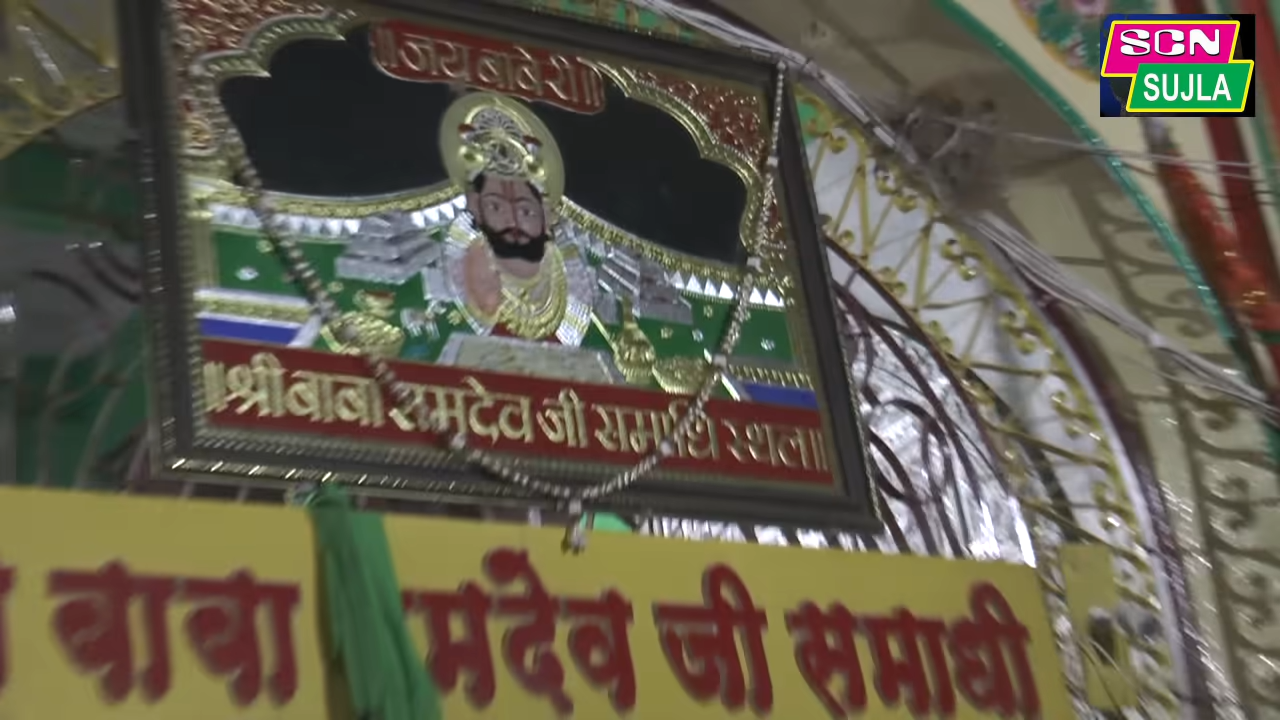 SCN
SUJLA
॥जय बाबेरी॥
॥श्री बाबा रामदेव जी समाधि स्थल॥
बाबा रामदेव जी समाधी